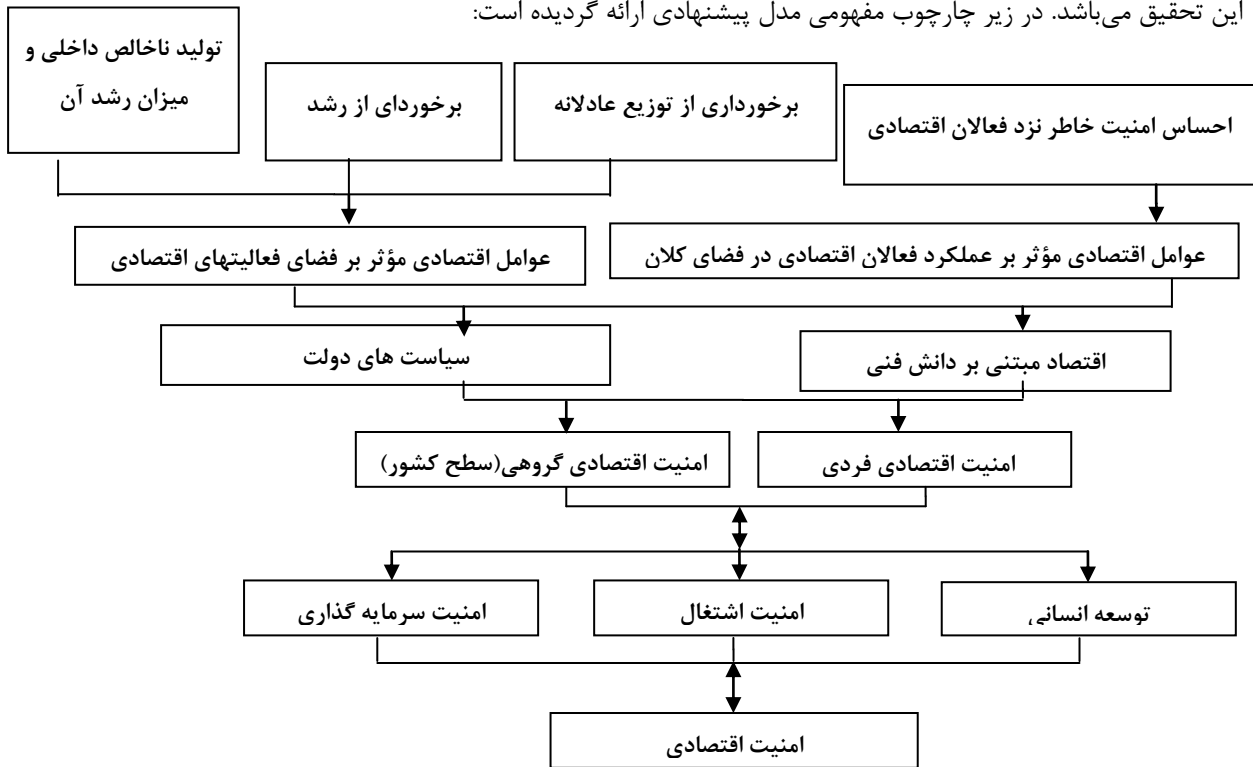 این تحقیق می‌باشد. در زیر چارچوب مفهومی مدل پیشنهادی ارائه گردیده است:
احساس امنیت خاطر نزد فعالان اقتصادی
برخورداری از توزیع عادلانه
برخوردای از رشد
تولید ناخالص داخلی و
میزان رشد آن
عوامل اقتصادی مؤثر بر عملکرد فعالان اقتصادی در فضای کلان
عوامل اقتصادی مؤثر بر فضای فعالیتهای اقتصادی
اقتصاد مبتنی بر دانش فنی
سیاست های دولت
امنیت اقتصادی فردی
امنیت اقتصادی گروهی(سطح کشور)
توسعه انسانی
امنیت اشتغال
امنیت سرمایه گذاری
امنیت اقتصادی